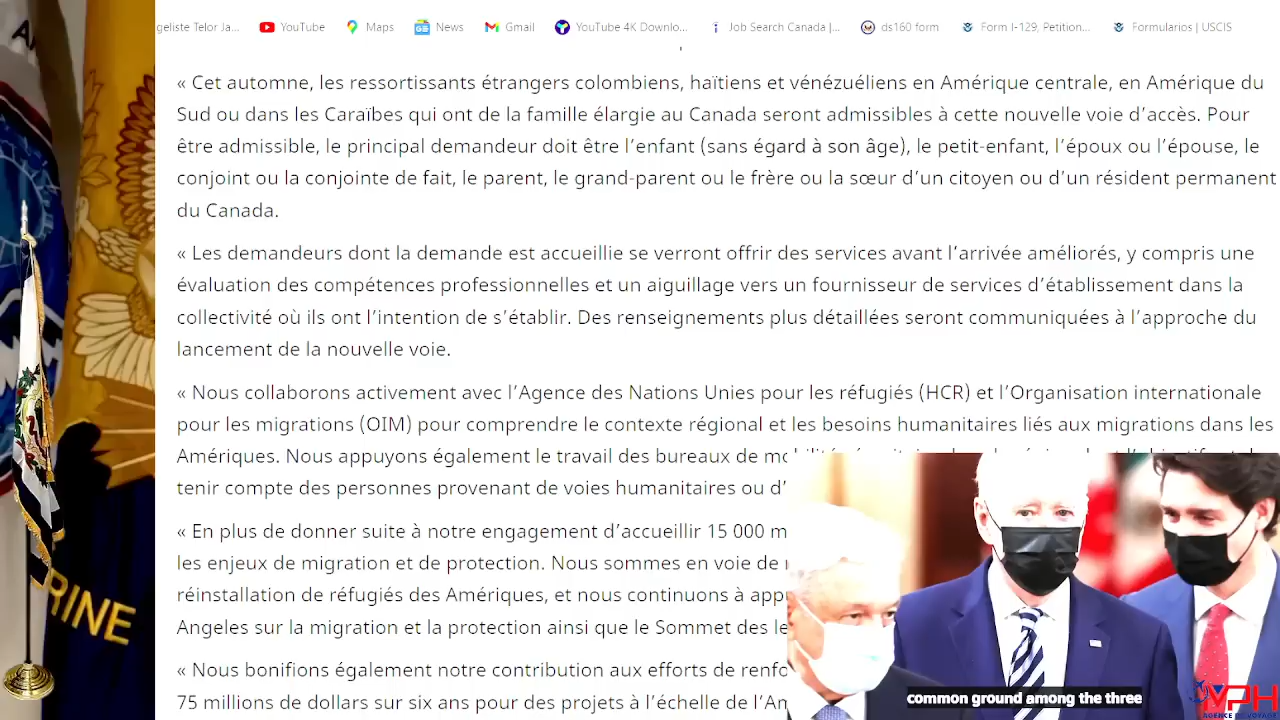 geliste Telor Ja...
YouTube
Maps
News
Gmail
YouTube 4K Downlo...
Job Search Canada |...
ds160 form
Form I-129, Petition...
Formularios | USCIS
« Cet automne, les ressortissants étrangers colombiens, haïtiens et vénézuéliens en Amérique centrale, en Amérique du
Sud ou dans les Caraïbes qui ont de la famille élargie au Canada seront admissibles à cette nouvelle voie d’accès. Pour
être admissible, le principal demandeur doit être l’enfant (sans égard à son âge), le petit-enfant, l’époux ou l’épouse, le
conjoint ou la conjointe de fait, le parent, le grand-parent ou le frère ou la sœur d’un citoyen ou d’un résident permanent
du Canada.
« Les demandeurs dont la demande est accueillie se verront offrir des services avant l’arrivée améliorés, y compris une
évaluation des compétences professionnelles et un aiguillage vers un fournisseur de services d’établissement dans la
collectivité où ils ont l’intention de s’établir. Des renseignements plus détaillées seront communiquées à l’approche du
lancement de la nouvelle voie.
« Nous collaborons activement avec l’Agence des Nations Unies pour les réfugiés (HCR) et l’Organisation internationale
pour les migrations (OIM) pour comprendre le contexte régional et les besoins humanitaires liés aux migrations dans les
Amériques. Nous appuyons également le travail des bureaux de
tenir compte des personnes provenant de voies humanitaires ou d’
« En plus de donner suite à notre engagement d’accueillir 15 000 m
les enjeux de migration et de protection. Nous sommes en voie de
réinstallation de réfugiés des Amériques, et nous continuons à app
Angeles sur la migration et la protection ainsi que le Sommet des le
« Nous bonifions également notre contribution aux efforts de renfo
75 millions de dollars sur six ans pour des projets à l’échelle de l’Am
RINE
common ground among the three
MPH
AGENCE DE VOYAGE